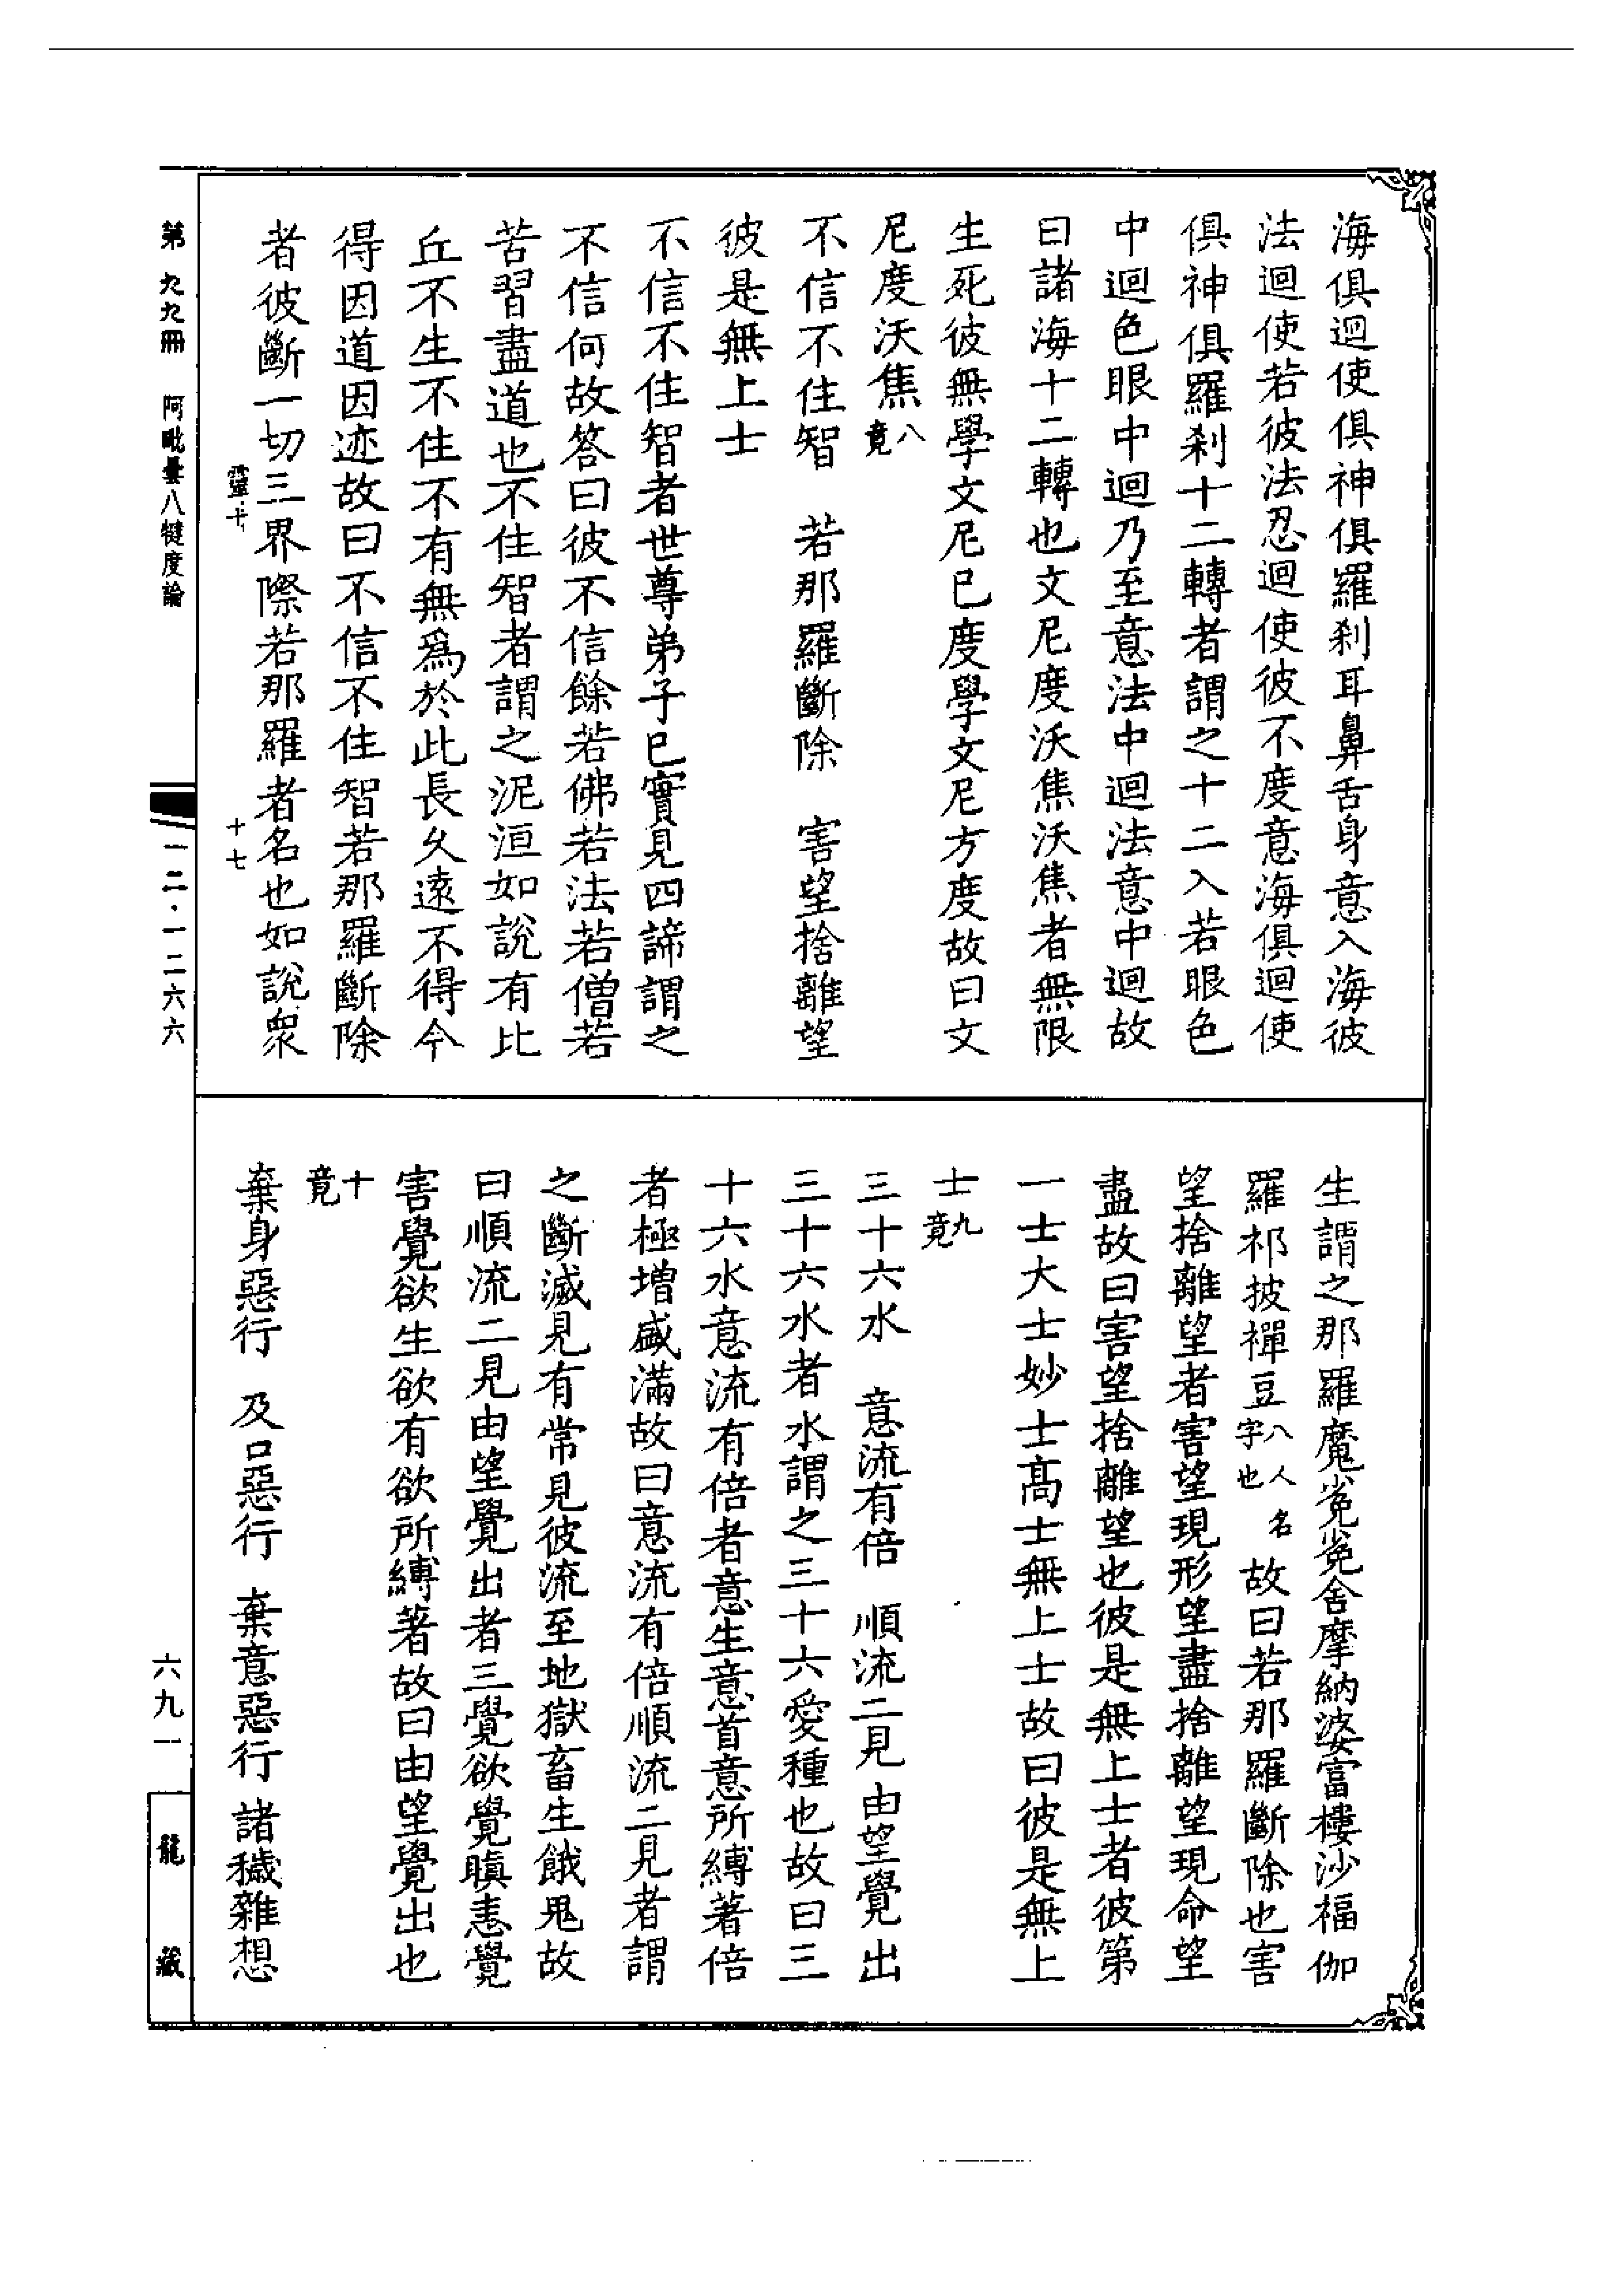 海俱迴使俱神俱羅刹耳鼻舌身意入海彼
法迴使若彼法忍迴使彼不度意海俱迴使
俱神俱羅刹十二轉者謂之十二入若眼色
中迴色眼中迴乃至意法中迴法意中迴故
曰諸海十二轉也文尼度沃焦沃焦者無限
生死彼無學文尼已度學文尼方度故曰文
尼度沃焦八竟
不信不住智　若那羅斷除　害望捨離望
彼是無上士
不信不住智者世尊弟子已實見四諦謂之
不信何故答曰彼不信餘若佛若法若僧若
苦習盡道也不住智者謂之泥洹如說有比
丘不生不住不有無爲於此長久遠不得今
得因道因迹故曰不信不住智若那羅斷除
者彼斷一切三界際若那羅者名也如說衆
十七
生謂之那羅魔㝹㝹舍摩納婆富樓沙福伽
羅祁披禪豆八人名字也故曰若那羅斷除也害
望捨離望者害望現形望盡捨離望現命望
盡故曰害望捨離望也彼是無上士者彼第
一士大士妙士高士無上士故曰彼是無上
士九竟
三十六水　意流有倍　順流二見　由望覺出
三十六水者水謂之三十六愛種也故曰三
十六水意流有倍者意生意首意所縛著倍
者極增盛滿故曰意流有倍順流二見者謂
之斷滅見有常見彼流至地獄畜生餓鬼故
曰順流二見由望覺出者三覺欲覺瞋恚覺
害覺欲生欲有欲所縛著故曰由望覺出也
十竟
棄身惡行　及口惡行　棄意惡行　諸穢雜想
第九九冊　阿毗曇八犍度論
一二·一二六六
六九一
龍藏